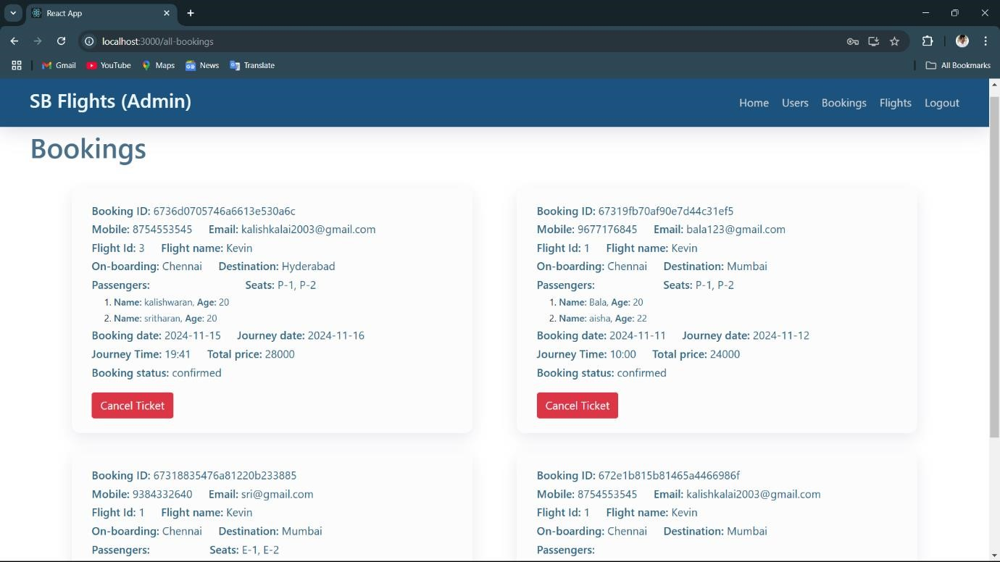 React App
localhost:3000/all-bookings
Gmail YouTube Maps News Translate All Bookmarks
SB Flights (Admin) Home Users Bookings Flights Logout
Bookings
Booking ID: 6736d0705746a6613e530a6c
Mobile: 8754553545 Email: kalishkalai2003@gmail.com
Flight Id: 3 Flight name: Kevin
On-boarding: Chennai Destination: Hyderabad
Passengers: Seats: P-1, P-2
1. Name: kalishwaran, Age: 20
2. Name: sritharan, Age: 20
Booking date: 2024-11-15 Journey date: 2024-11-16
Journey Time: 19:41 Total price: 28000
Booking status: confirmed
Cancel Ticket
Booking ID: 67319fb70af90e7d44c31ef5
Mobile: 9677176845 Email: bala123@gmail.com
Flight Id: 1 Flight name: Kevin
On-boarding: Chennai Destination: Mumbai
Passengers: Seats: P-1, P-2
1. Name: Bala, Age: 20
2. Name: aisha, Age: 22
Booking date: 2024-11-11 Journey date: 2024-11-12
Journey Time: 10:00 Total price: 24000
Booking status: confirmed
Cancel Ticket
Booking ID: 67318835476a81220b233885
Mobile: 9384332640 Email: sri@gmail.com
Flight Id: 1 Flight name: Kevin
On-boarding: Chennai Destination: Mumbai
Passengers: Seats: E-1, E-2
Booking ID: 672e1b815b81465a4466986f
Mobile: 8754553545 Email: kalishkalai2003@gmail.com
Flight Id: 1 Flight name: Kevin
On-boarding: Chennai Destination: Mumbai
Passengers: